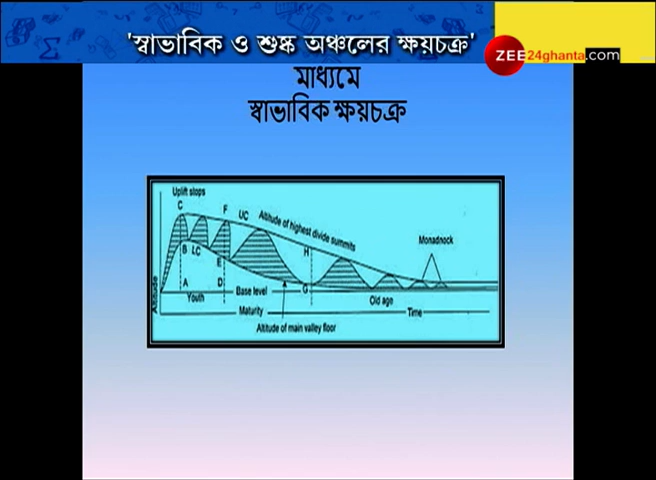 'স্বাভাবিক ও শুষ্ক অঞ্চলের ক্ষয়চক্র'
ZEE24ghanta.com
মাধ্যমে
স্বাভাবিক ক্ষয়চক্র
Uplift stops
C
F
UC
Altitude of highest divide summits
B
LC
E
H
Monadnock
A
D
Base level
G
Youth
Old age
Altitude
Maturity
Time
Altitude of main valley floor